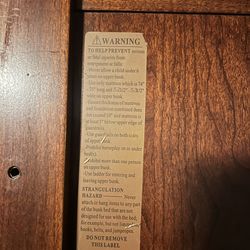 WARNING
TO HELP PREVENT serious
or fatal injuries from
entrapment or falls:
-Never allow a child under 6
years on upper bunk.
-Use only mattress which is 74"
-75" long and
on upper bunk.
-Ensure thickness of mattress
and foundation combined does
not exceed and mattress is
at least 5" below upper edge of
guardrails.
-Use guardrails on both
of upper bunk.
-Prohibit horseplay on or under
-Prohibit more than one person
on upper bunk.
-Use ladder for entering and
leaving upper bunk.
STRANGULATION
HAZARD Never
attach or hang items to any part
of the bunk bed that are not
designed for use with the bed;
for example, but not limited to
hooks, belts, and jumpropes.
DO NOT REMOVE
THIS LABEL